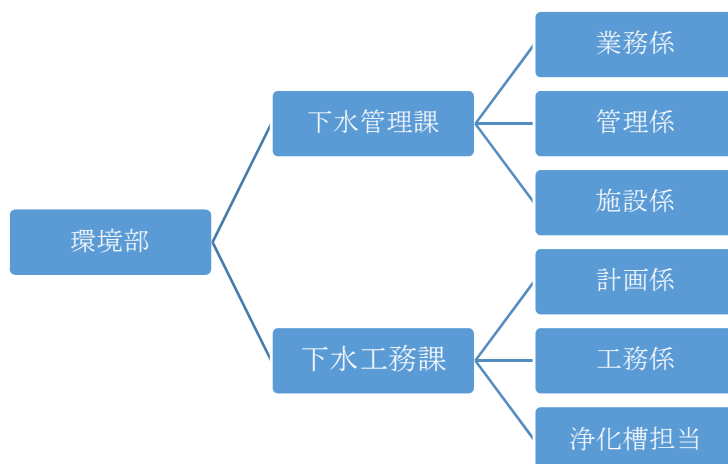 環境部
下水管理課
業務係
管理係
施設係
下水工務課
計画係
工務係
浄化槽担当